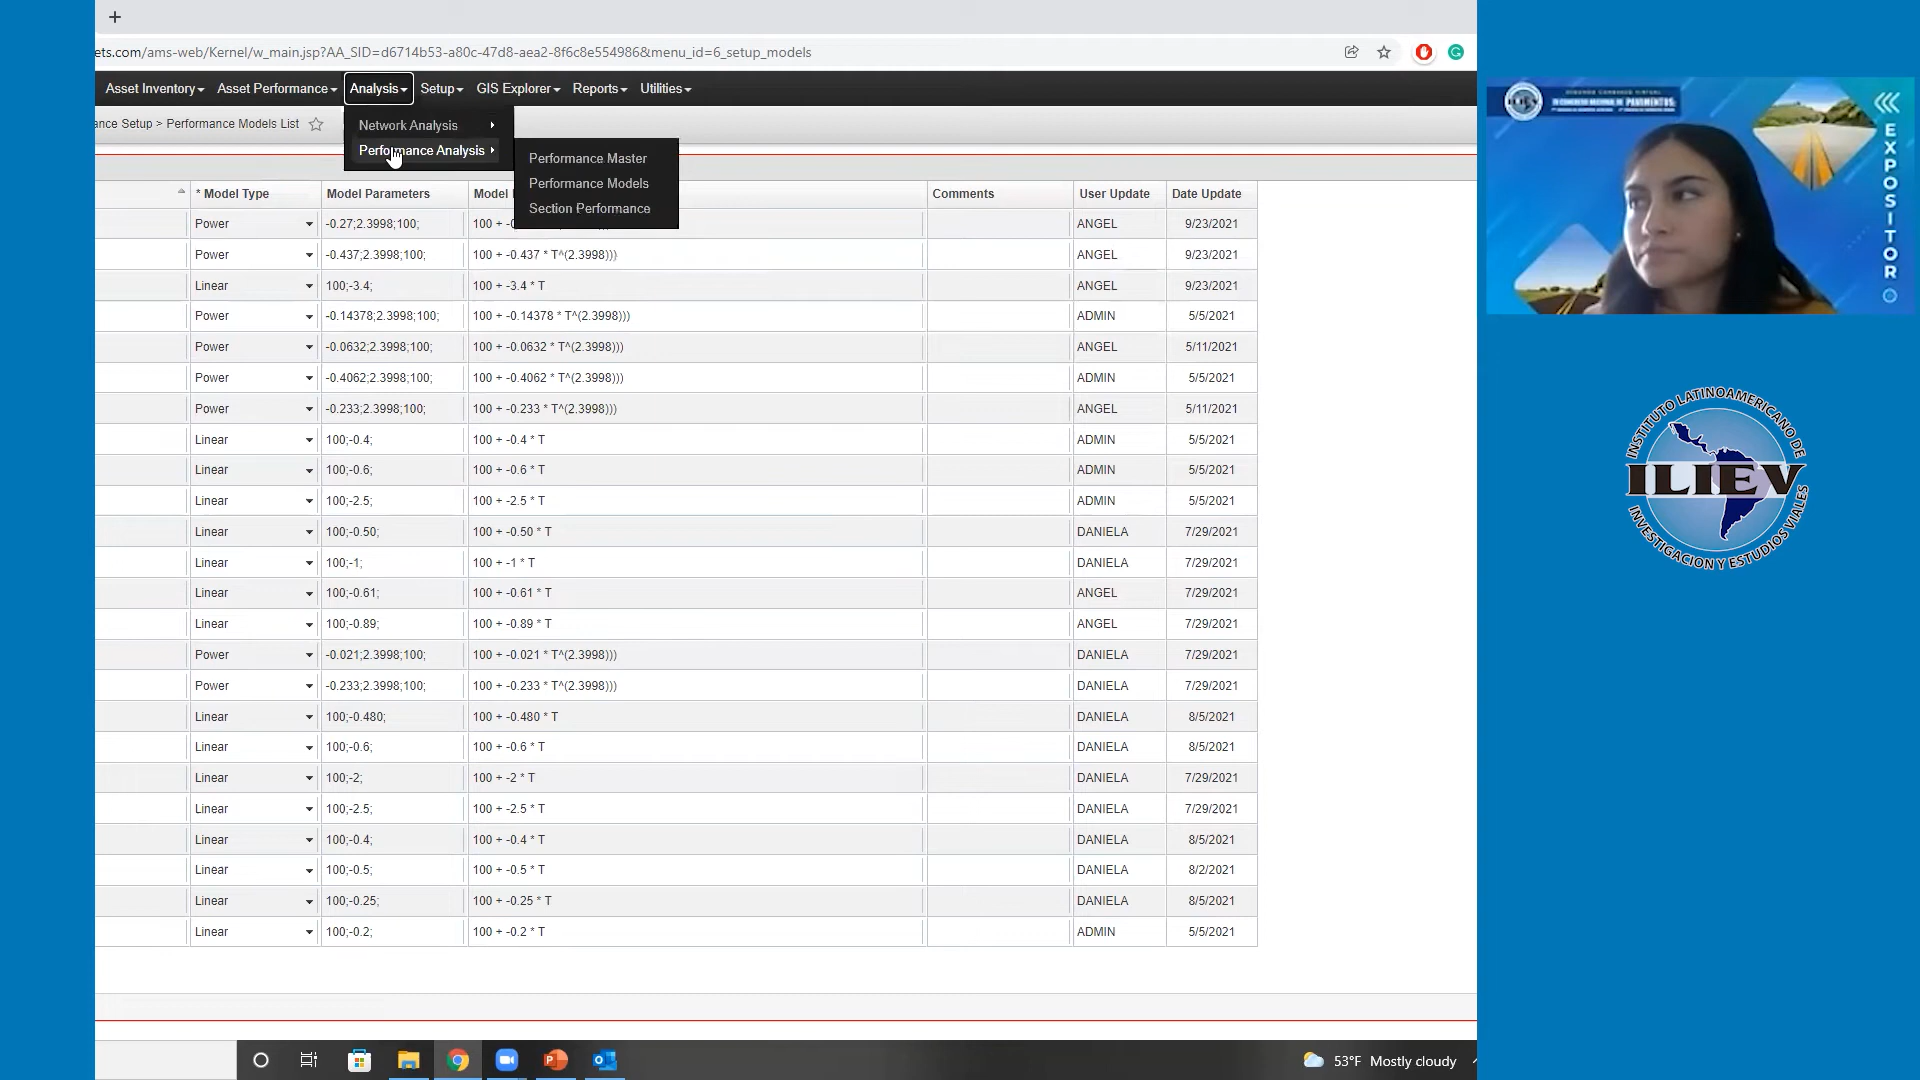 +
ets.com/ams-web/Kernel/w_main.jsp?AA_SID=d6714b53-a80c-47d8-aea2-8f6c8e554986&menu_id=6_setup_models
Asset Inventory Asset Performance Analysis Setup GIS Explorer Reports Utilities
ance Setup > Performance Models List
Network Analysis
Performance Analysis
Performance Master
Performance Models
Section Performance
* Model Type Model Parameters Model Comments User Update Date Update
Power -0.27;2.3998;100; 100 + ANGEL 9/23/2021
Power -0.437;2.3998;100; 100 + -0.437 * T^(2.3998))) ANGEL 9/23/2021
Linear 100;-3.4; 100 + -3.4 * T ANGEL 9/23/2021
Power -0.14378;2.3998;100; 100 + -0.14378 * T^(2.3998))) ADMIN 5/5/2021
Power -0.0632;2.3998;100; 100 + -0.0632 * T^(2.3998))) ANGEL 5/11/2021
Power -0.4062;2.3998;100; 100 + -0.4062 * T^(2.3998))) ADMIN 5/5/2021
Power -0.233;2.3998;100; 100 + -0.233 * T^(2.3998))) ANGEL 5/11/2021
Linear 100;-0.4; 100 + -0.4 * T ADMIN 5/5/2021
Linear 100;-0.6; 100 + -0.6 * T ADMIN 5/5/2021
Linear 100;-2.5; 100 + -2.5 * T ADMIN 5/5/2021
Linear 100;-0.50; 100 + -0.50 * T DANIELA 7/29/2021
Linear 100;-1; 100 + -1 * T DANIELA 7/29/2021
Linear 100;-0.61; 100 + -0.61 * T ANGEL 7/29/2021
Linear 100;-0.89; 100 + -0.89 * T ANGEL 7/29/2021
Power -0.021;2.3998;100; 100 + -0.021 * T^(2.3998))) DANIELA 7/29/2021
Power -0.233;2.3998;100; 100 + -0.233 * T^(2.3998))) DANIELA 7/29/2021
Linear 100;-0.480; 100 + -0.480 * T DANIELA 8/5/2021
Linear 100;-0.6; 100 + -0.6 * T DANIELA 8/5/2021
Linear 100;-2; 100 + -2 * T DANIELA 7/29/2021
Linear 100;-2.5; 100 + -2.5 * T DANIELA 7/29/2021
Linear 100;-0.4; 100 + -0.4 * T DANIELA 8/5/2021
Linear 100;-0.5; 100 + -0.5 * T DANIELA 8/2/2021
Linear 100;-0.25; 100 + -0.25 * T DANIELA 8/5/2021
Linear 100;-0.2; 100 + -0.2 * T ADMIN 5/5/2021
53°F Mostly cloudy
SEGUNDO CONGRESO VIRTUAL
IV CONGRESO NACIONAL DE PAVIMENTOS
EXPOSITOR
INSTITUTO LATINOAMERICANO DE
ILIEV
INVESTIGACION Y ESTUDIOS VIALES